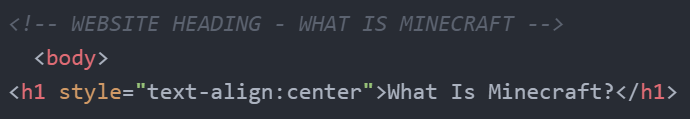 <!-- WEBSITE HEADING - WHAT IS MINECRAFT -->
<body>
<h1 style="text-align:center">What Is Minecraft?</h1>